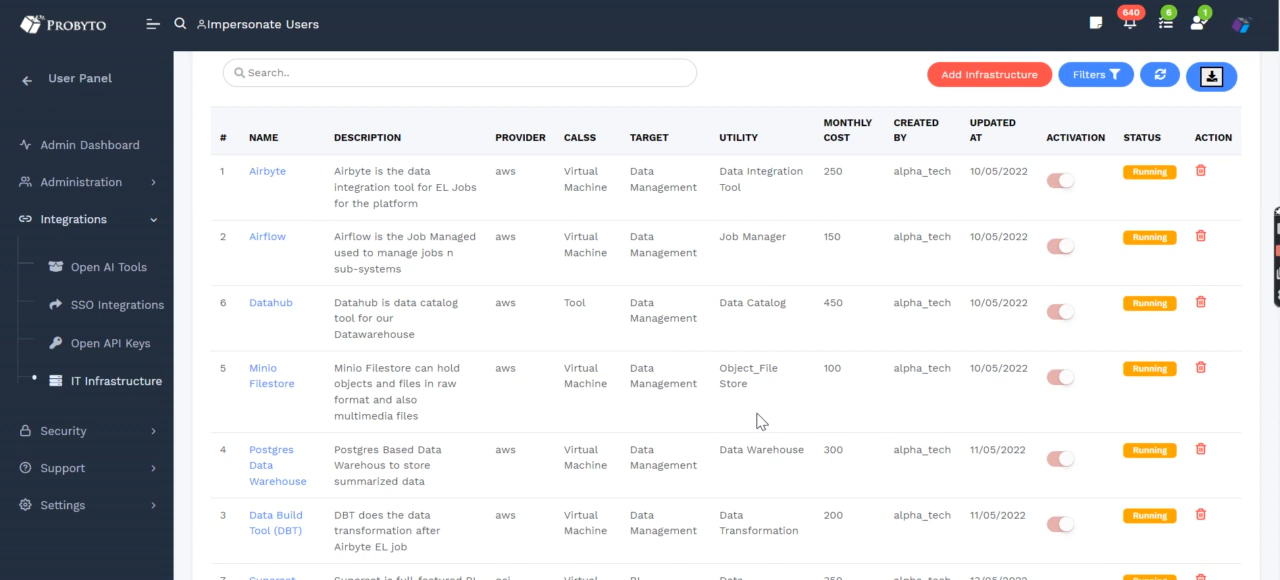 PROBYTO
Impersonate Users
640
6
1
User Panel
Admin Dashboard
Administration
Integrations
Open AI Tools
SSO Integrations
Open API Keys
IT Infrastructure
Security
Support
Settings
Search..
Add Infrastructure
Filters
# NAME DESCRIPTION PROVIDER CALSS TARGET UTILITY MONTHLY COST CREATED BY UPDATED AT ACTIVATION STATUS ACTION
1 Airbyte Airbyte is the data aws Virtual Data Data Integration 250 alpha_tech 10/05/2022 Running
integration tool for EL Jobs Machine Management Tool
for the platform
2 Airflow Airflow is the Job Managed aws Virtual Data Job Manager 150 alpha_tech 10/05/2022 Running
used to manage jobs n Machine Management
sub-systems
6 Datahub Datahub is data catalog aws Tool Data Data Catalog 450 alpha_tech 10/05/2022 Running
tool for our Management
Datawarehouse
5 Minio Minio Filestore can hold aws Virtual Data Object_File 100 alpha_tech 10/05/2022 Running
Filestore objects and files in raw Machine Management Store
format and also
multimedia files
4 Postgres Postgres Based Data aws Virtual Data Data Warehouse 300 alpha_tech 11/05/2022 Running
Data Warehous to store Machine Management
Warehouse summarized data
3 Data Build DBT does the data aws Virtual Data Data 200 alpha_tech 11/05/2022 Running
Tool (DBT) transformation after Machine Management Transformation
Airbyte EL job